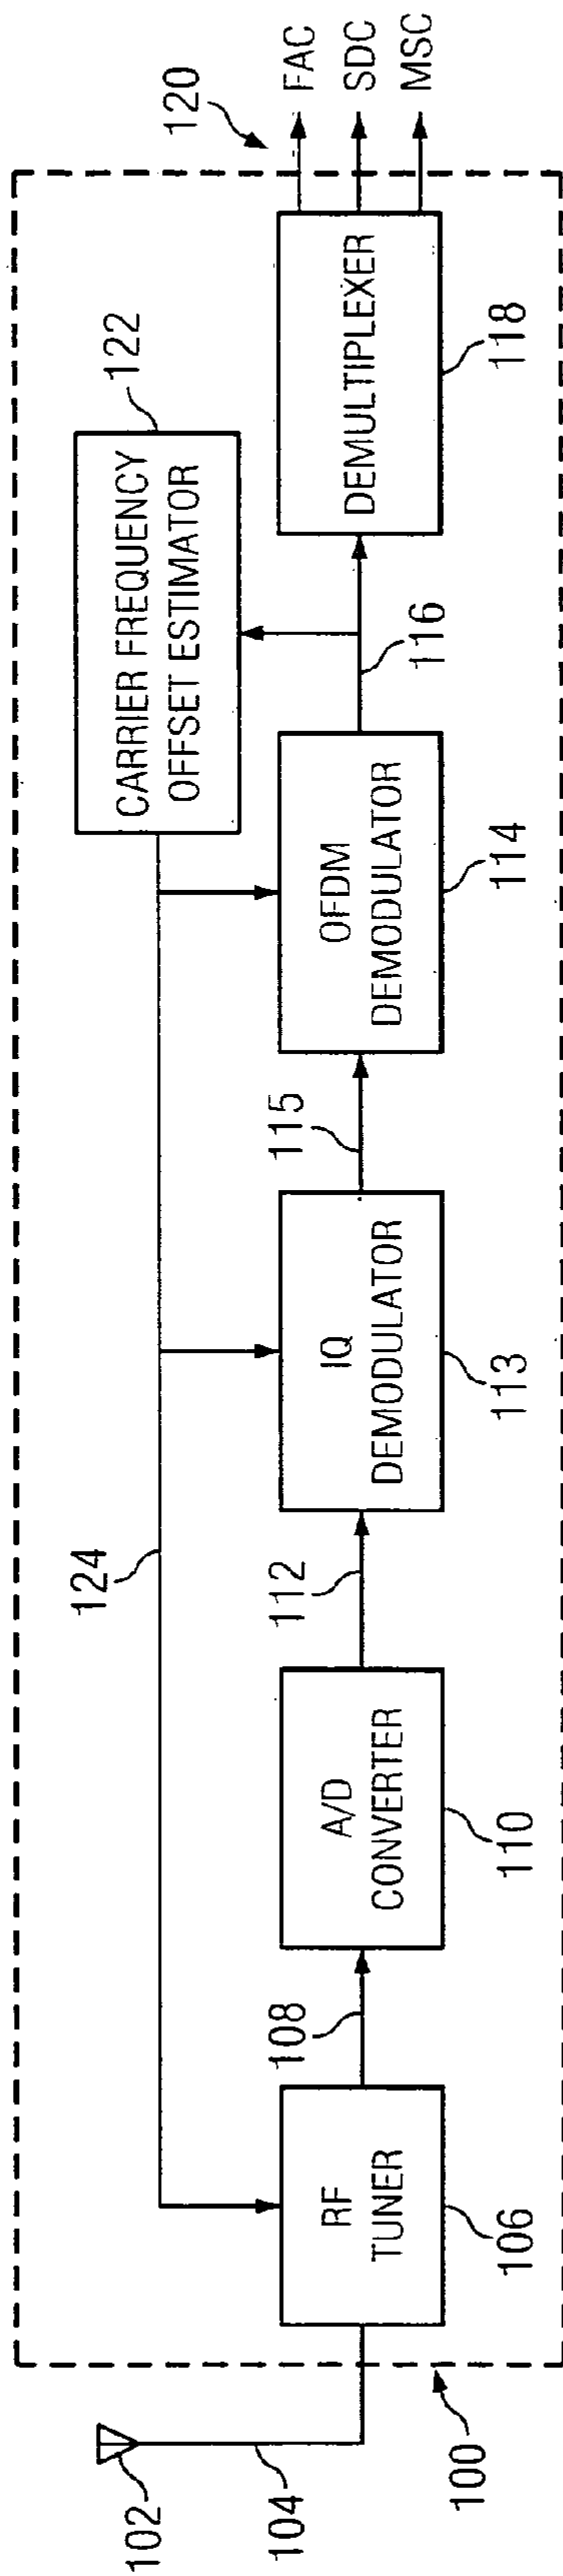 120
FAC
SDC
MSC
CARRIER FREQUENCY
OFFSET ESTIMATOR
122
DEMULTIPLEXER
118
116
OFDM
DEMODULATOR
114
115
IQ
DEMODULATOR
113
124
112
A/D
CONVERTER
110
108
RF
TUNER
106
102
104
100